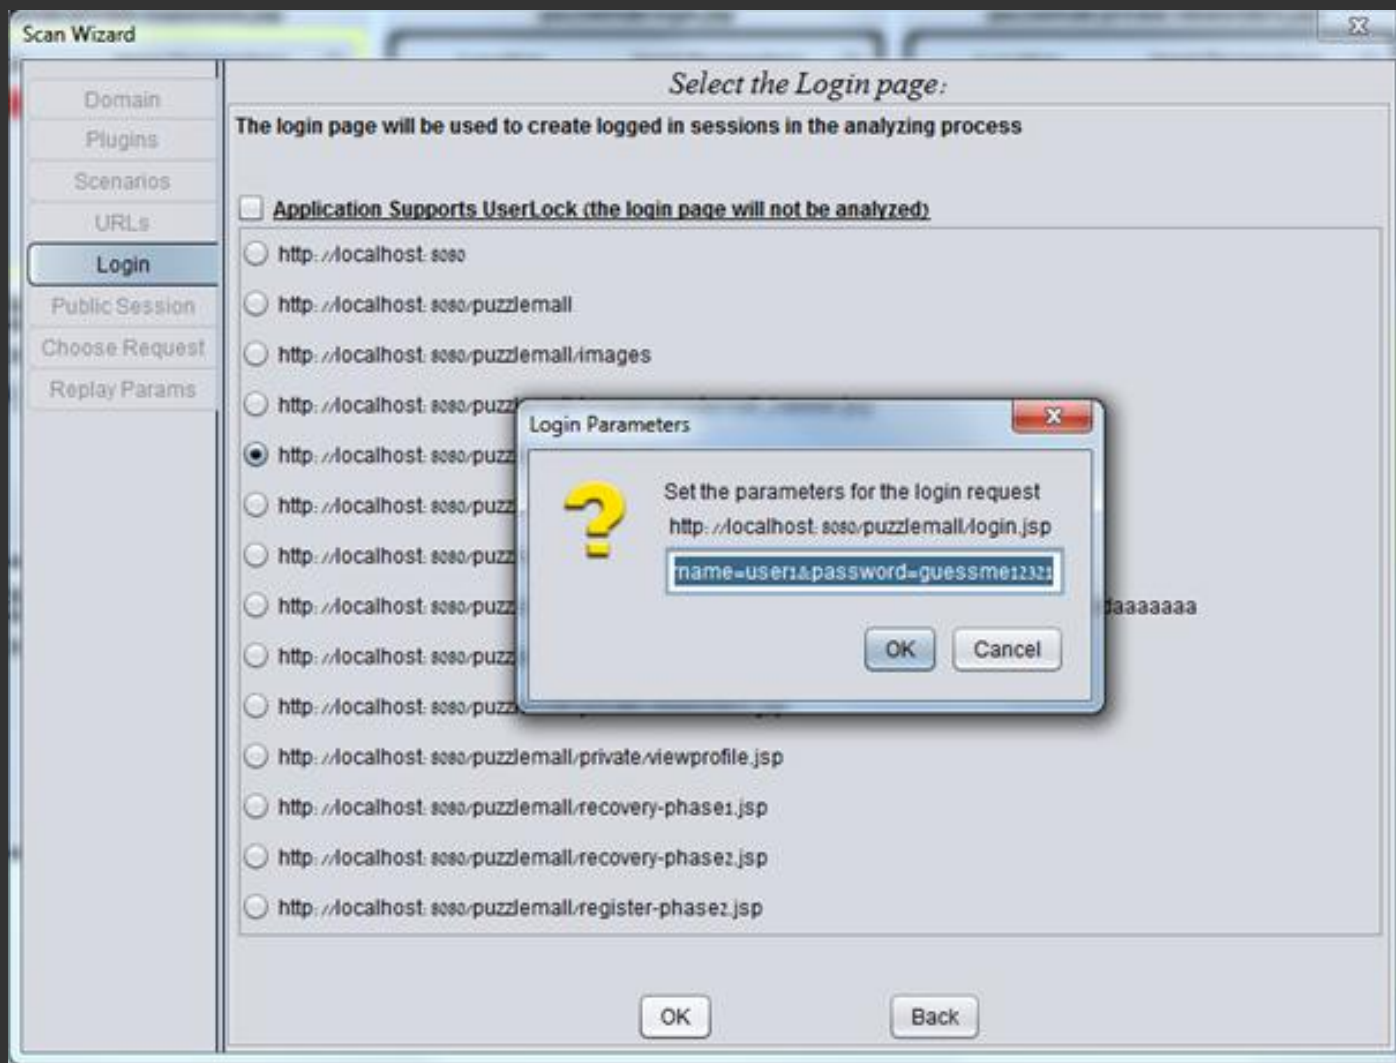 Scan Wizard
Domain
Plugins
Scenarios
URLs
Login
Public Session
Choose Request
Replay Params
Select the Login page:
The login page will be used to create logged in sessions in the analyzing process
Application Supports UserLock (the login page will not be analyzed)
http://localhost:8080
http://localhost:8080/puzzlemall
http://localhost:8080/puzzlemall/images
http://localhost:8080/puzz
http://localhost:8080/puzz
http://localhost:8080/puzz
http://localhost:8080/puzz
http://localhost:8080/puzz daaaaaaa
http://localhost:8080/puzz
http://localhost:8080/puzz
http://localhost:8080/puzzlemall/private/viewprofile.jsp
http://localhost:8080/puzzlemall/recovery-phase1.jsp
http://localhost:8080/puzzlemall/recovery-phase2.jsp
http://localhost:8080/puzzlemall/register-phase2.jsp
Login Parameters
Set the parameters for the login request
http://localhost:8080/puzzlemall/login.jsp
rname=user1&password=guessme12321
OK Cancel
OK Back